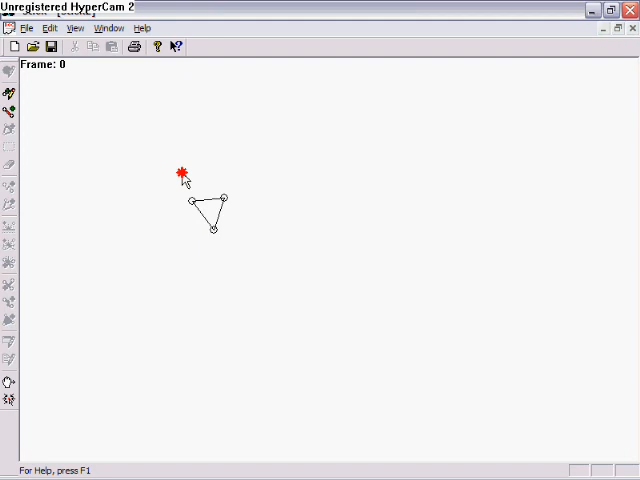 Unregistered HyperCam 2
File Edit View Window Help
Frame: 0
For Help, press F1